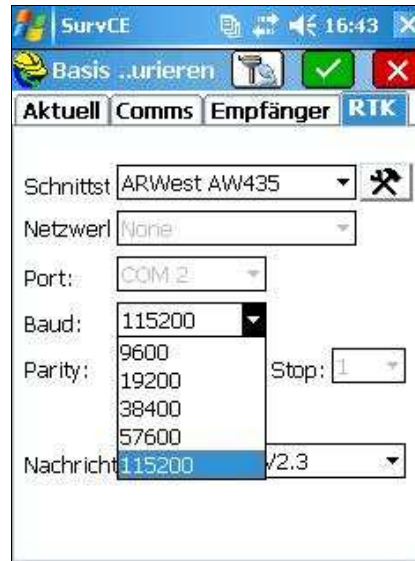 SurvCE 16:43
Basis ..urieren
Aktuell Comms Empfänger RTK
Schnittst ARWest AW435
Netzwerl None
Port: COM 2
Baud: 115200
9600
19200
Parity: Stop: 1
38400
57600
115200
Nachricht V2.3